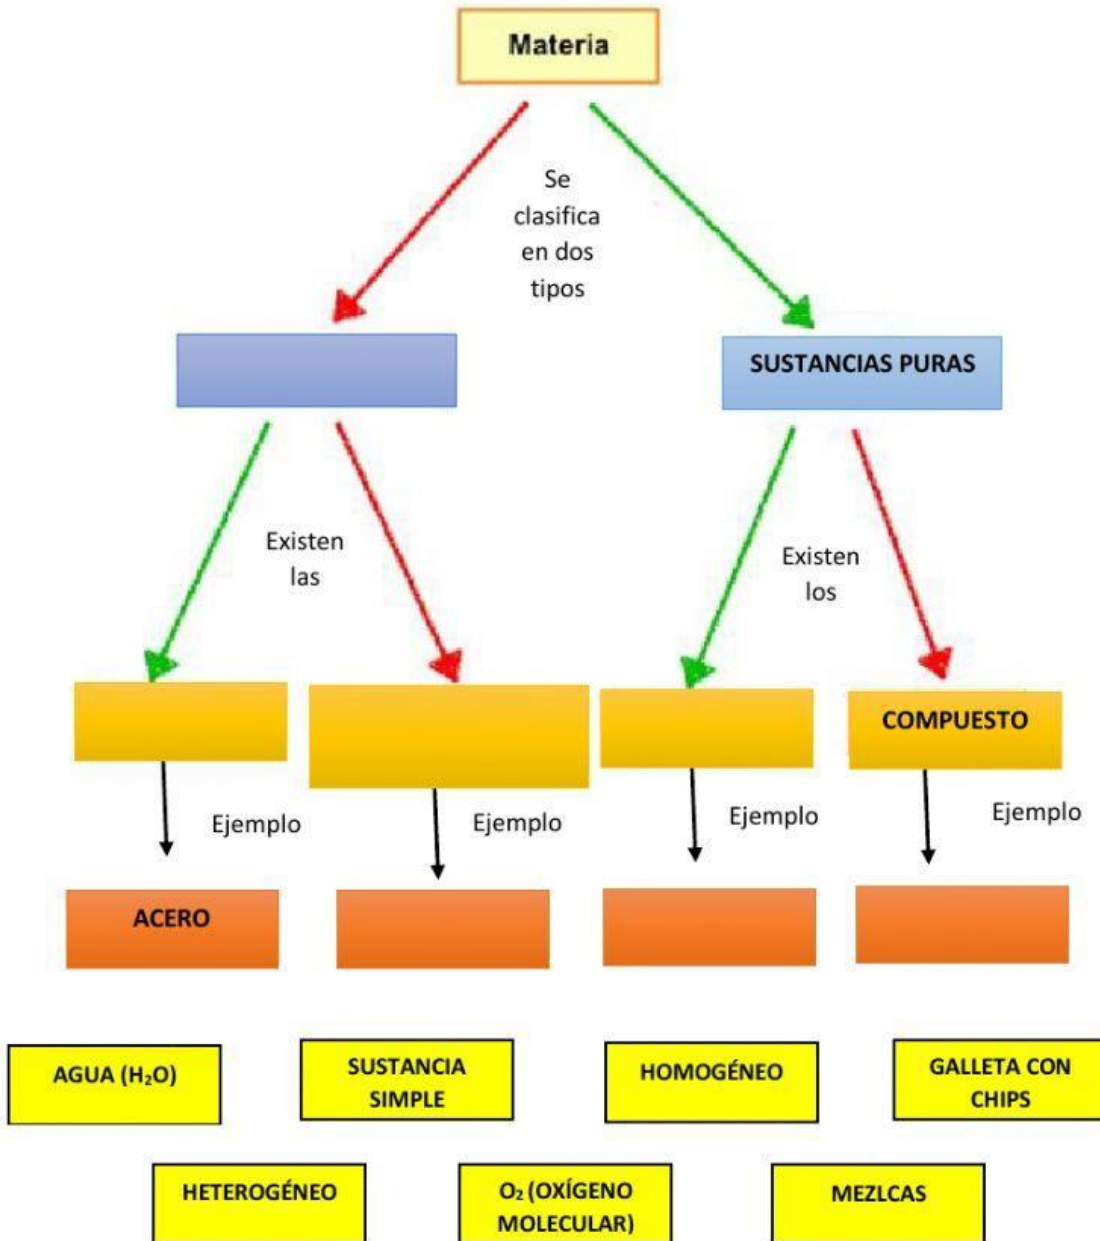 Materia
Se
clasifica
en dos
tipos
SUSTANCIAS PURAS
Existen
las
Existen
los
COMPUESTO
Ejemplo
Ejemplo
Ejemplo
Ejemplo
ACERO
AGUA (H₂O)
SUSTANCIA
SIMPLE
HOMOGÉNEO
GALLETA CON
CHIPS
HETEROGÉNEO
O₂ (OXÍGENO
MOLECULAR)
MEZLCAS